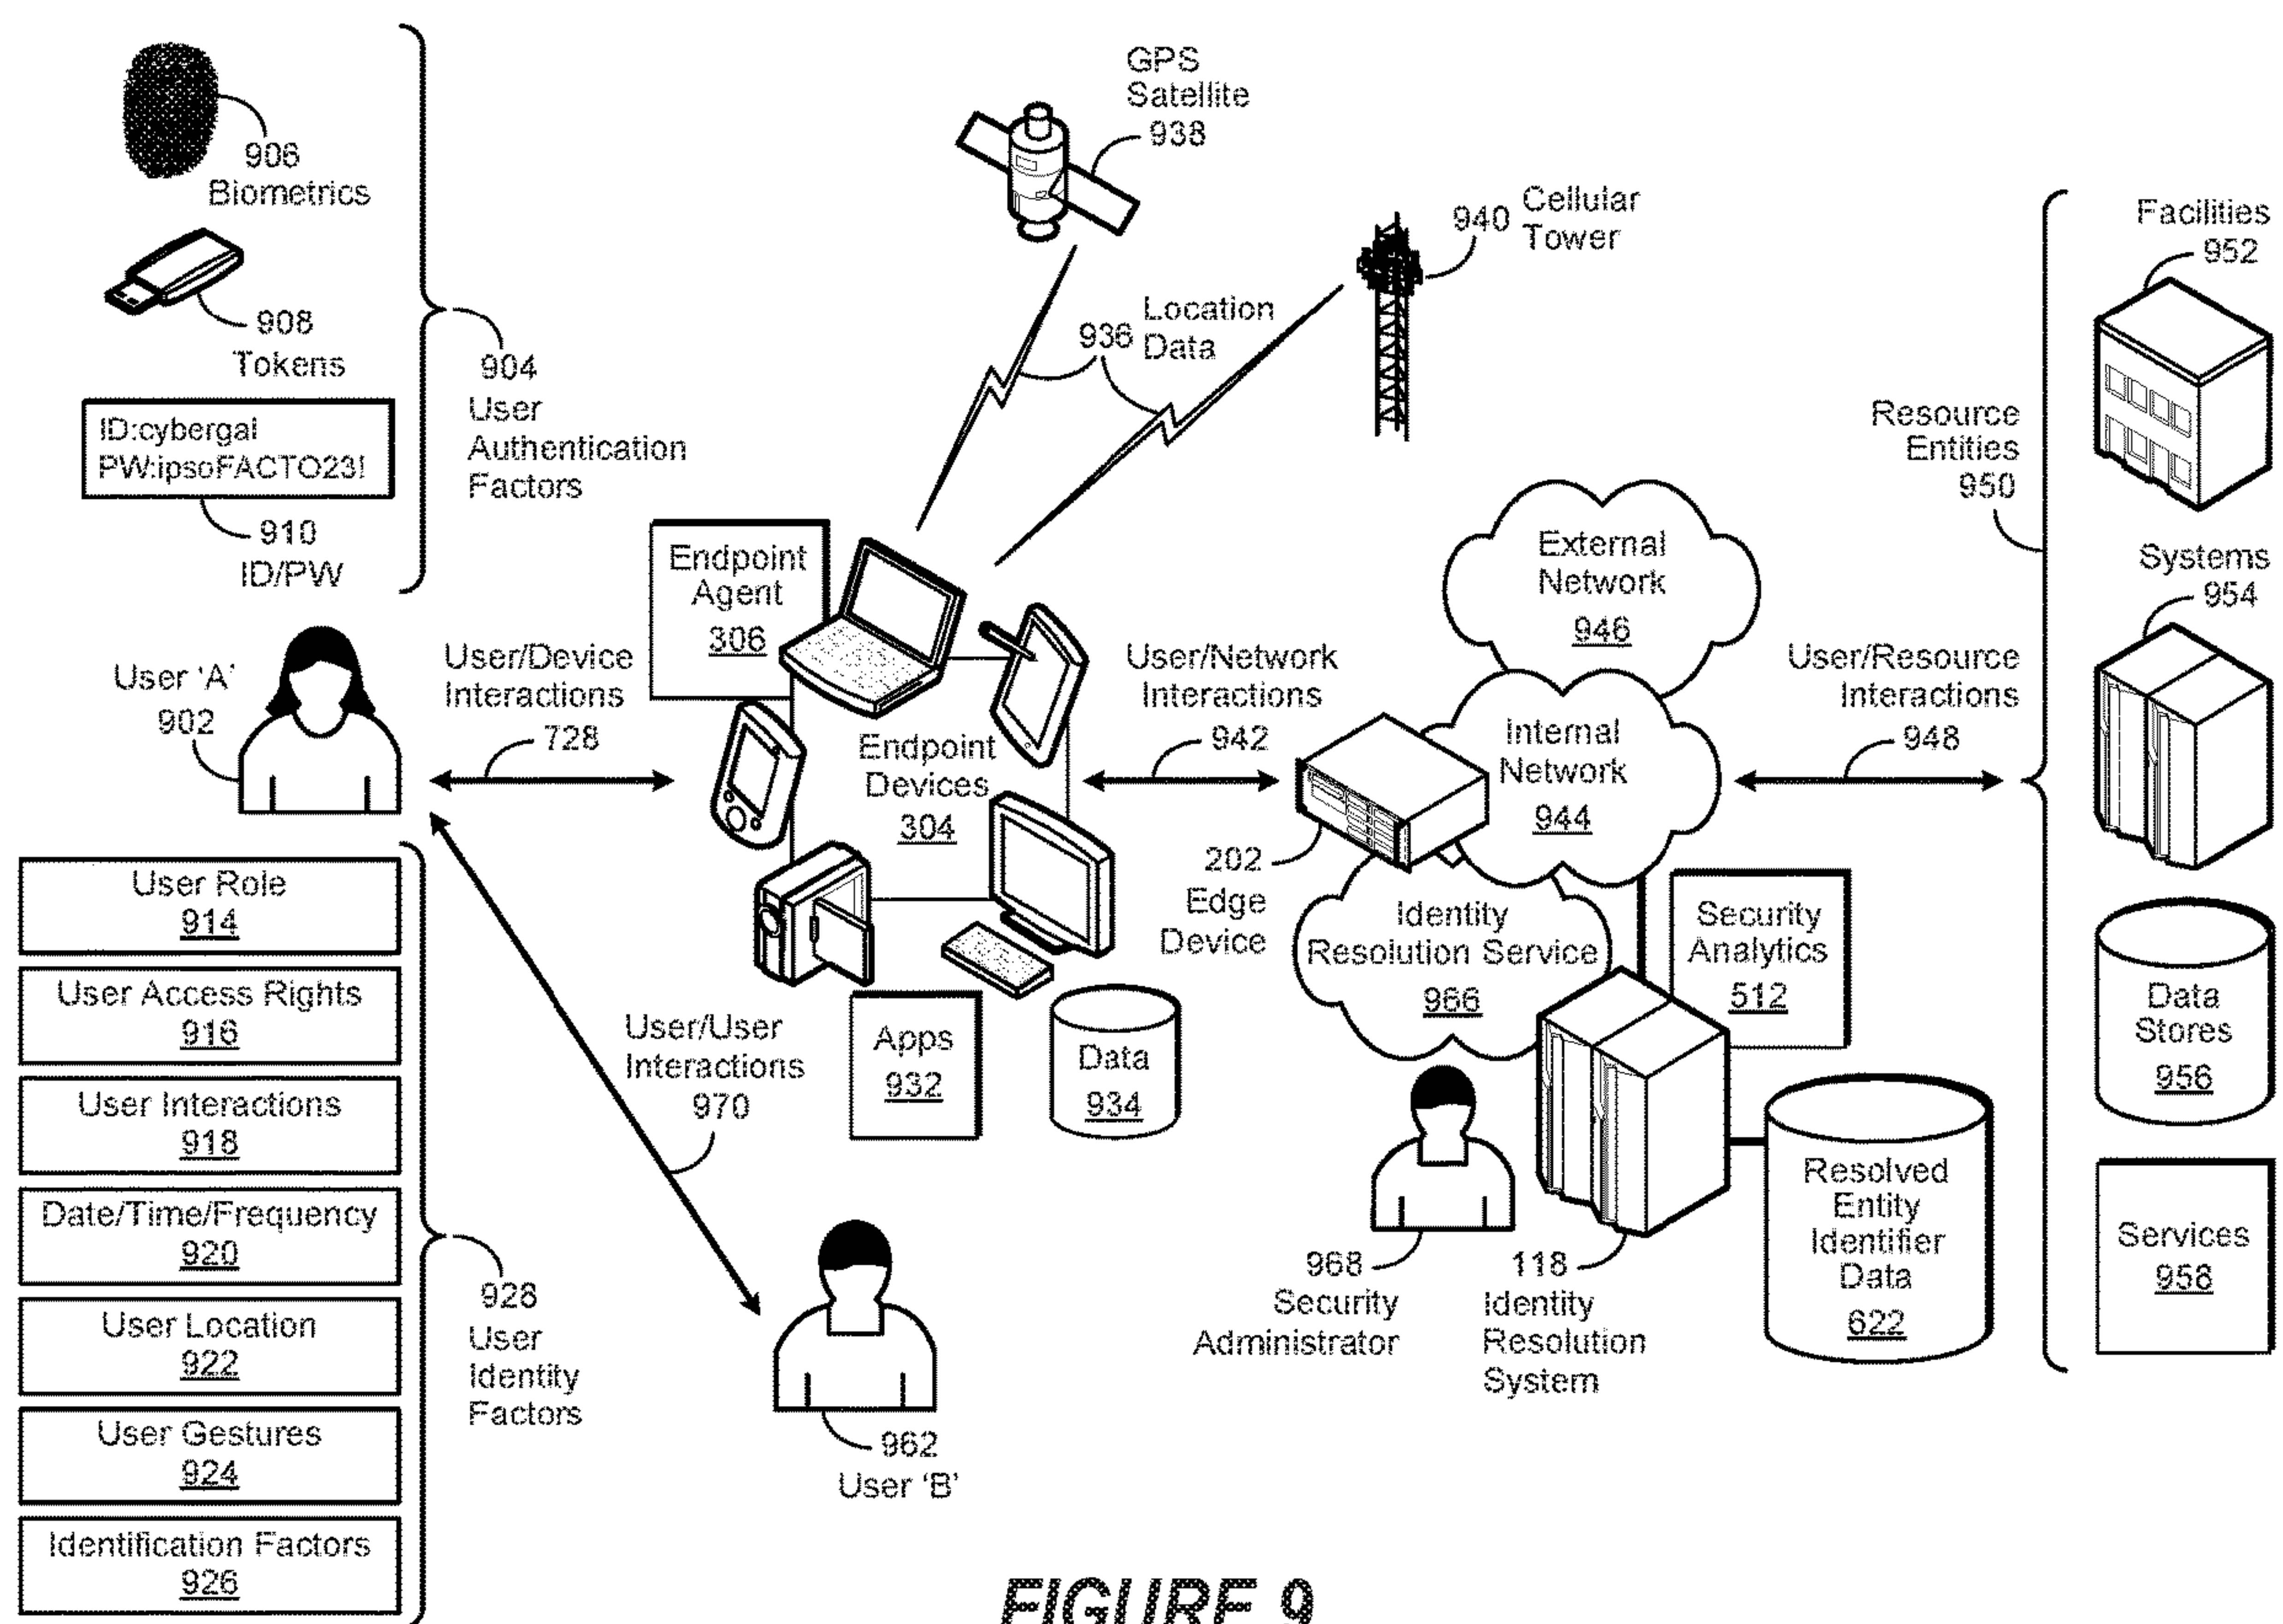 906
Biometrics
908
Tokens
ID:cybergal
PW:ipsoFACTO23!
910
ID/PW
904
User
Authentication
Factors
GPS
Satellite
938
940
Cellular
Tower
936
Location
Data
Facilities
952
Resource
Entities
950
Systems
954
Data
Stores
956
Services
958
User 'A'
902
User/Device
Interactions
728
Endpoint
Agent
306
Endpoint
Devices
304
User/Network
Interactions
942
External
Network
946
Internal
Network
944
User/Resource
Interactions
948
202
Edge
Device
Identity
Resolution Service
966
Security
Analytics
512
User Role
914
User Access Rights
916
User Interactions
918
Date/Time/Frequency
920
User Location
922
User Gestures
924
Identification Factors
926
928
User
Identity
Factors
User/User
Interactions
970
Apps
932
Data
934
962
User 'B'
968
Security
Administrator
118
Identity
Resolution
System
Resolved
Entity
Identifier
Data
622
FIGURE 9